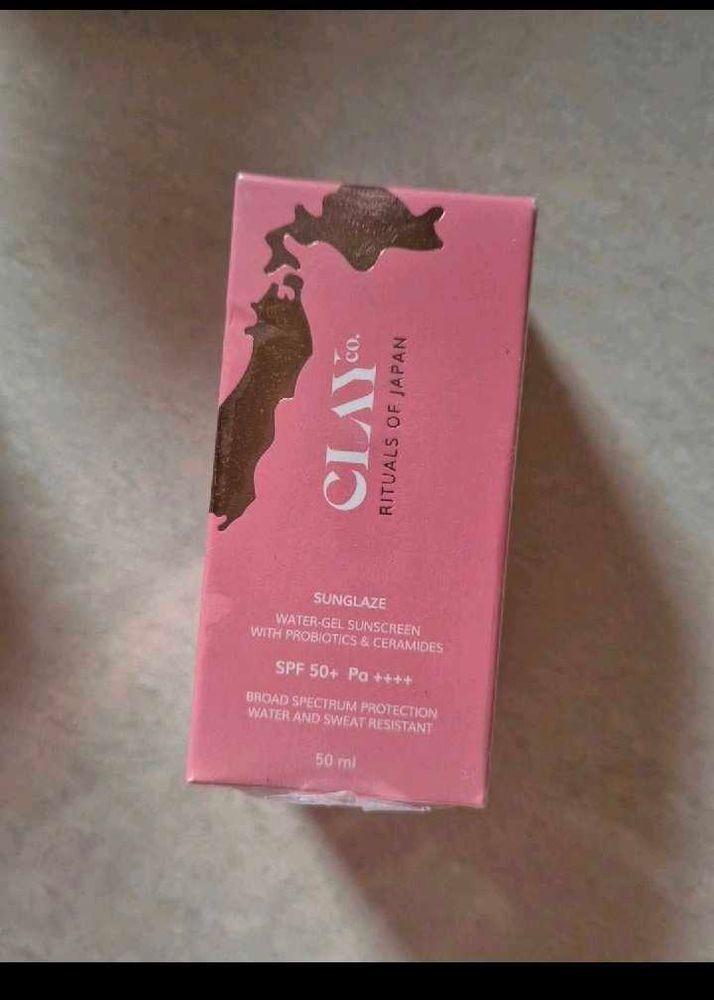 CLAY co.
RITUALS OF JAPAN
SUNGLAZE
WATER-GEL SUNSCREEN
WITH PROBIOTICS & CERAMIDES
SPF 50+ Pa ++++
BROAD SPECTRUM PROTECTION
WATER AND SWEAT RESISTANT
50 ml